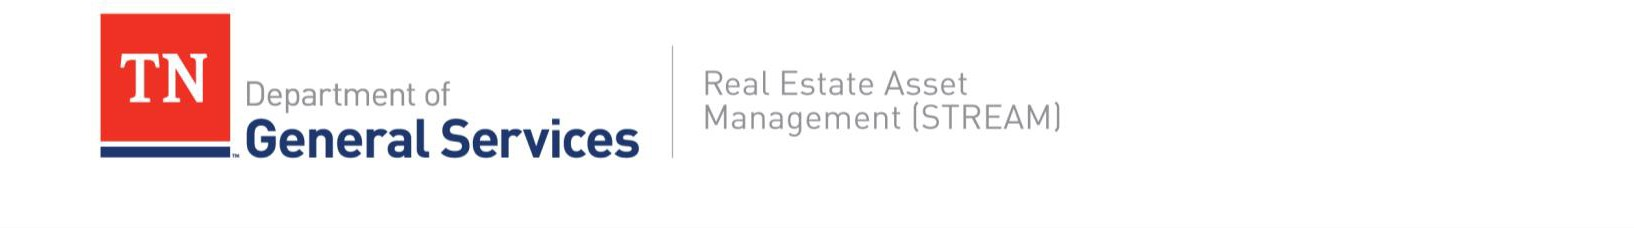 TN
Department of
General Services
Real Estate Asset
Management (STREAM)